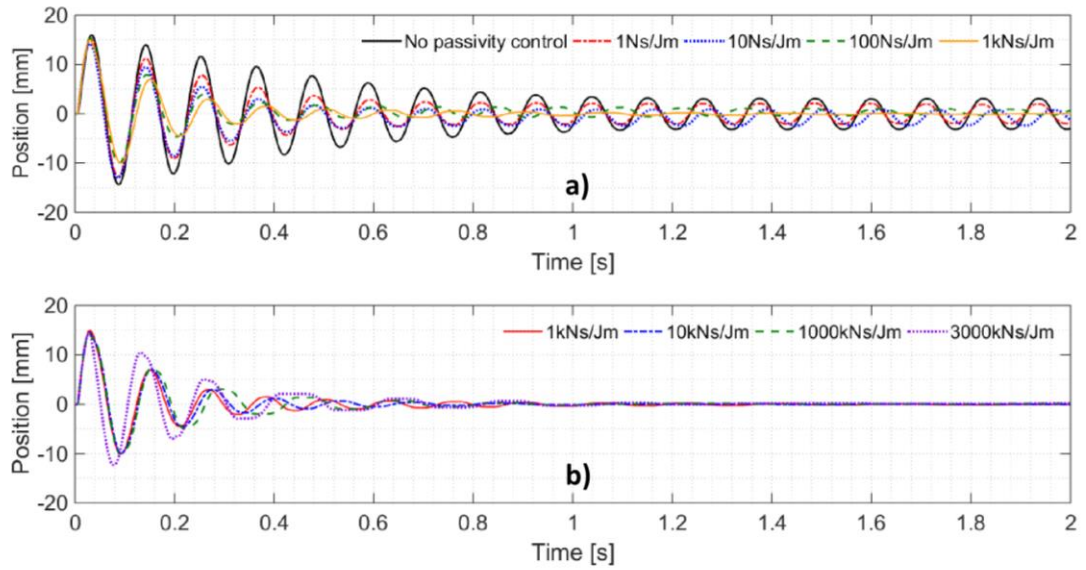 20
10
0
-10
-20
Position [mm]
No passivity control 1Ns/Jm 10Ns/Jm 100Ns/Jm 1kNs/Jm
a)
0 0.2 0.4 0.6 0.8 1 1.2 1.4 1.6 1.8 2
Time [s]
20
10
0
-10
-20
Position [mm]
1kNs/Jm 10kNs/Jm 1000kNs/Jm 3000kNs/Jm
b)
0 0.2 0.4 0.6 0.8 1 1.2 1.4 1.6 1.8 2
Time [s]